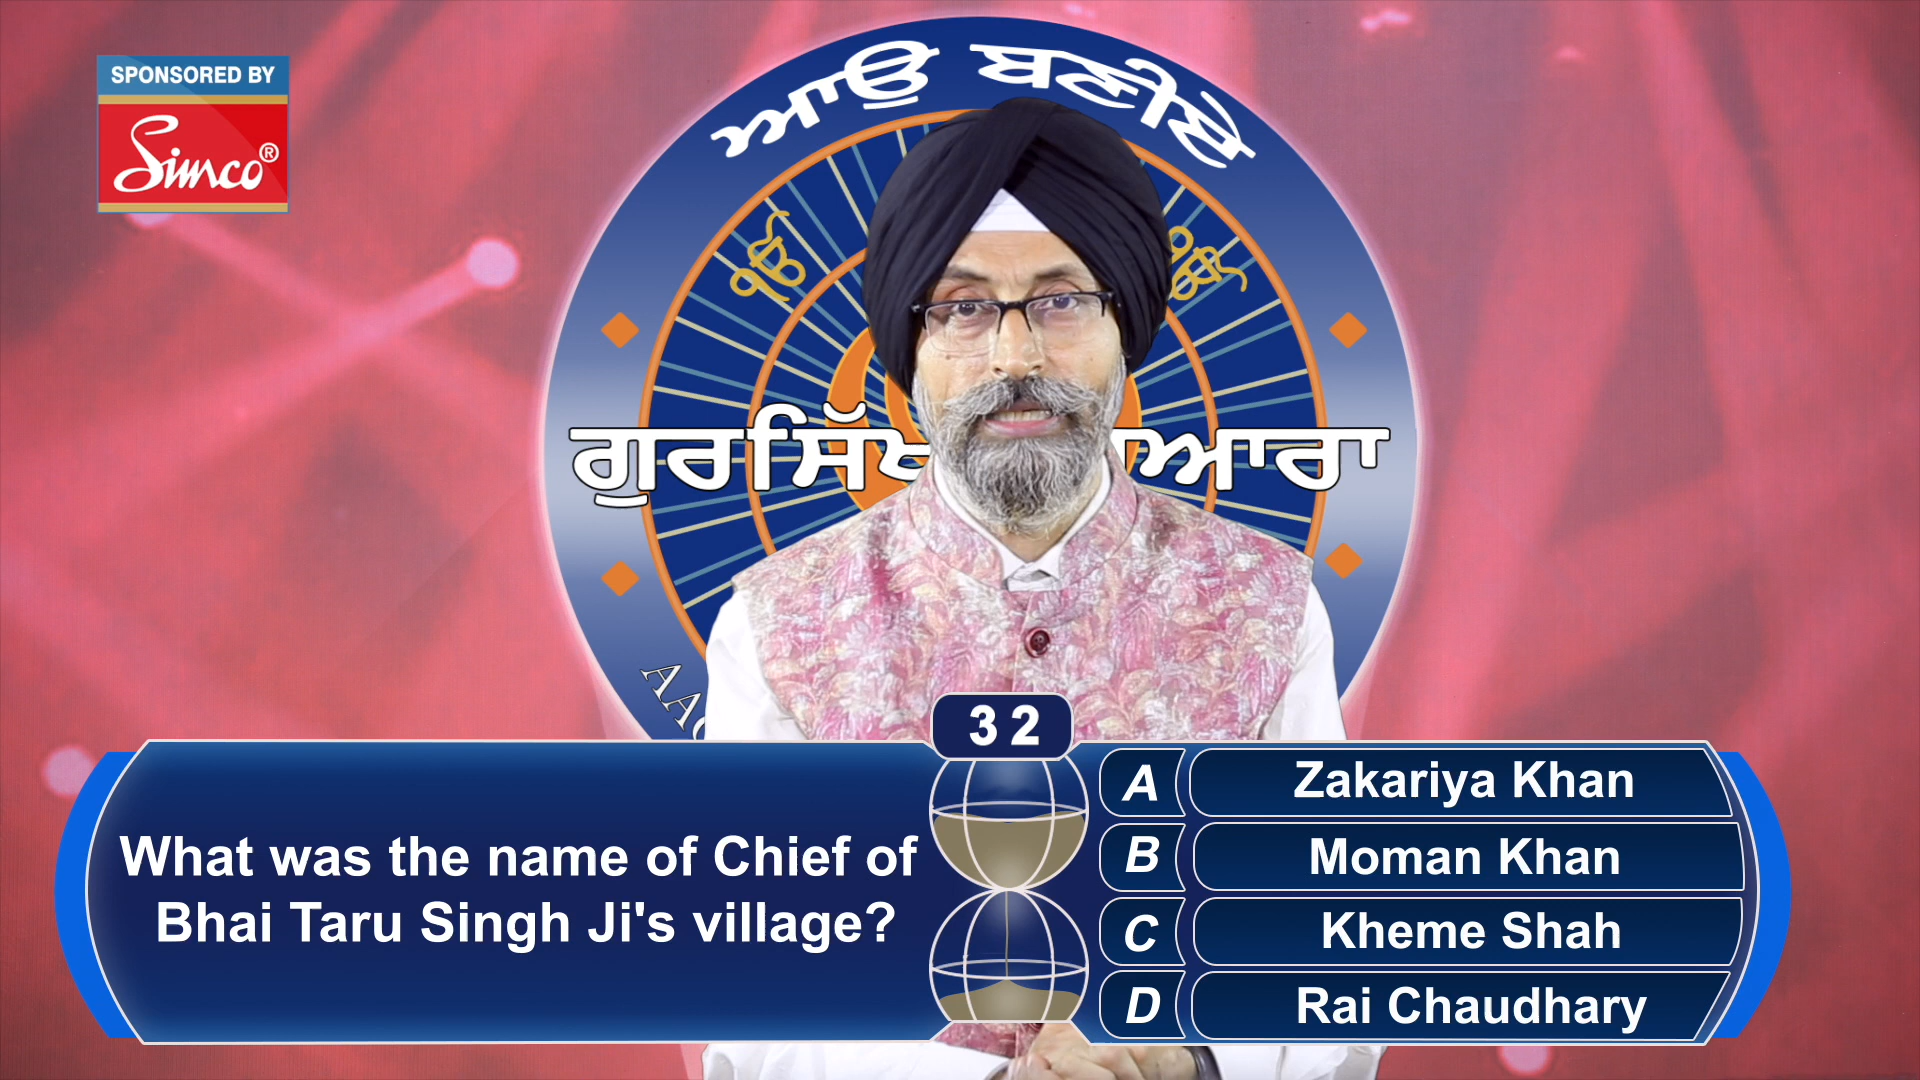 SPONSORED BY
Simco®
ਆਉ ਬਣੀਏ
ਗੁਰਸਿੱਖ
32
What was the name of Chief of
Bhai Taru Singh Ji's village?
A Zakariya Khan
B Moman Khan
C Kheme Shah
D Rai Chaudhary